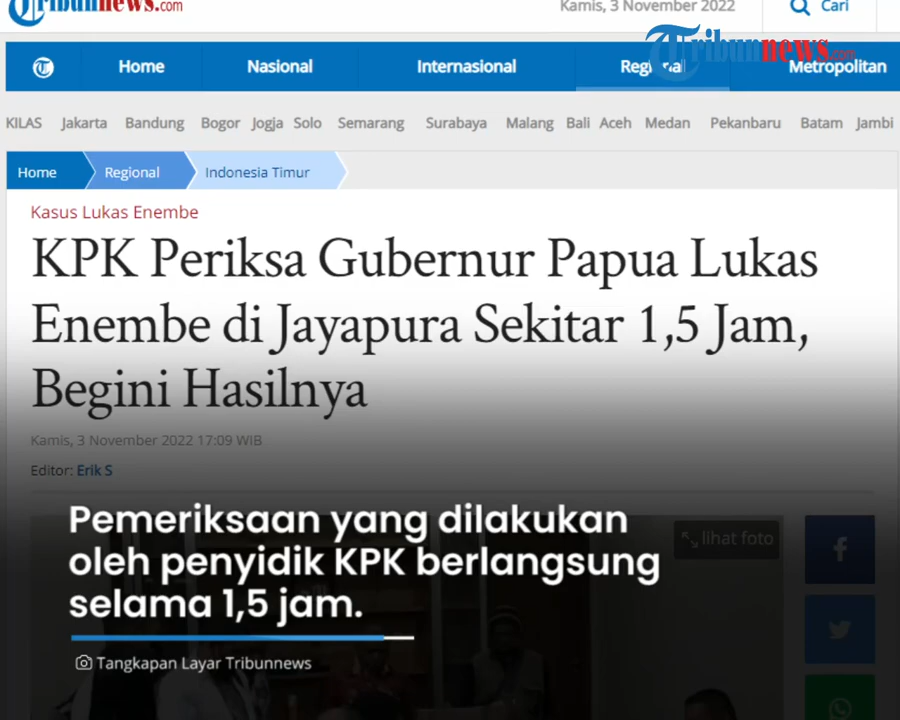 Tribunnews.com
Kamis, 3 November 2022
Cari
Tribunnews.com
Home Nasional Internasional Regional Metropolitan
KILAS Jakarta Bandung Bogor Jogja Solo Semarang Surabaya Malang Bali Aceh Medan Pekanbaru Batam Jambi
Home Regional Indonesia Timur
Kasus Lukas Enembe
KPK Periksa Gubernur Papua Lukas
Enembe di Jayapura Sekitar 1,5 Jam,
Begini Hasilnya
Kamis, 3 November 2022 17:09 WIB
Editor: Erik S
lihat foto
Pemeriksaan yang dilakukan
oleh penyidik KPK berlangsung
selama 1,5 jam.
Tangkapan Layar Tribunnews